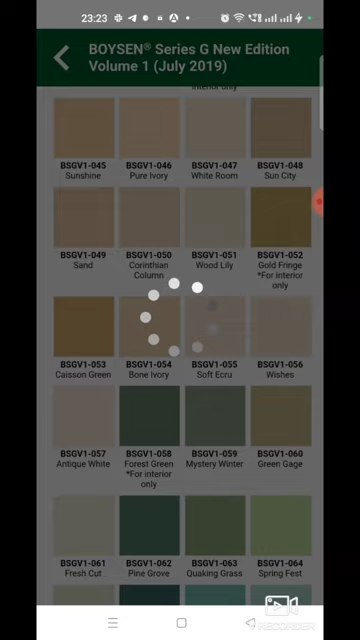 23:23
BOYSEN® Series G New Edition
Volume 1 (July 2019)
interior only
BSGV1-045 BSGV1-046 BSGV1-047 BSGV1-048
Sunshine Pure Ivory White Room Sun City
BSGV1-049 BSGV1-050 BSGV1-051 BSGV1-052
Sand Corinthian Column Wood Lily Gold Fringe *For interior only
BSGV1-053 BSGV1-054 BSGV1-055 BSGV1-056
Caisson Green Bone Ivory Soft Ecru Wishes
BSGV1-057 BSGV1-058 BSGV1-059 BSGV1-060
Antique White Forest Green *For interior only Mystery Winter Green Gage
BSGV1-061 BSGV1-062 BSGV1-063 BSGV1-064
Fresh Cut Pine Grove Quaking Grass Spring Fest
RECORDER